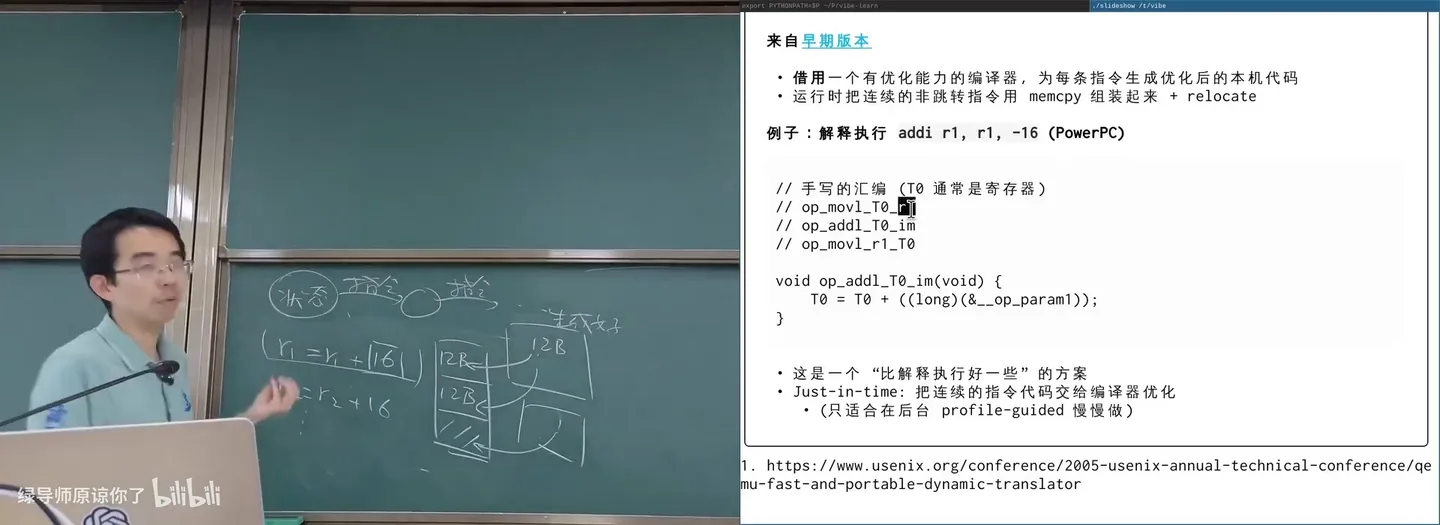 状态 指令 指令
生成好了
(r1 = r1 + 16)
= r2 + 16
12B
12B
12B
绿导师原谅你了 bilibili
export PYTHONPATH=$P ~/P/vibe-learn
./slideshow /t/vibe
来自早期版本
• 借用一个有优化能力的编译器, 为每条指令生成优化后的本机代码
• 运行时把连续的非跳转指令用 memcpy 组装起来 + relocate
例子：解释执行 addi r1, r1, -16 (PowerPC)
// 手写的汇编 (T0 通常是寄存器)
// op_movl_T0_r1
// op_addl_T0_im
// op_movl_r1_T0
void op_addl_T0_im(void) {
T0 = T0 + ((long)(&__op_param1));
}
• 这是一个 “比解释执行好一些” 的方案
• Just-in-time: 把连续的指令代码交给编译器优化
• (只适合在后台 profile-guided 慢慢做)
1. https://www.usenix.org/conference/2005-usenix-annual-technical-conference/qe
mu-fast-and-portable-dynamic-translator